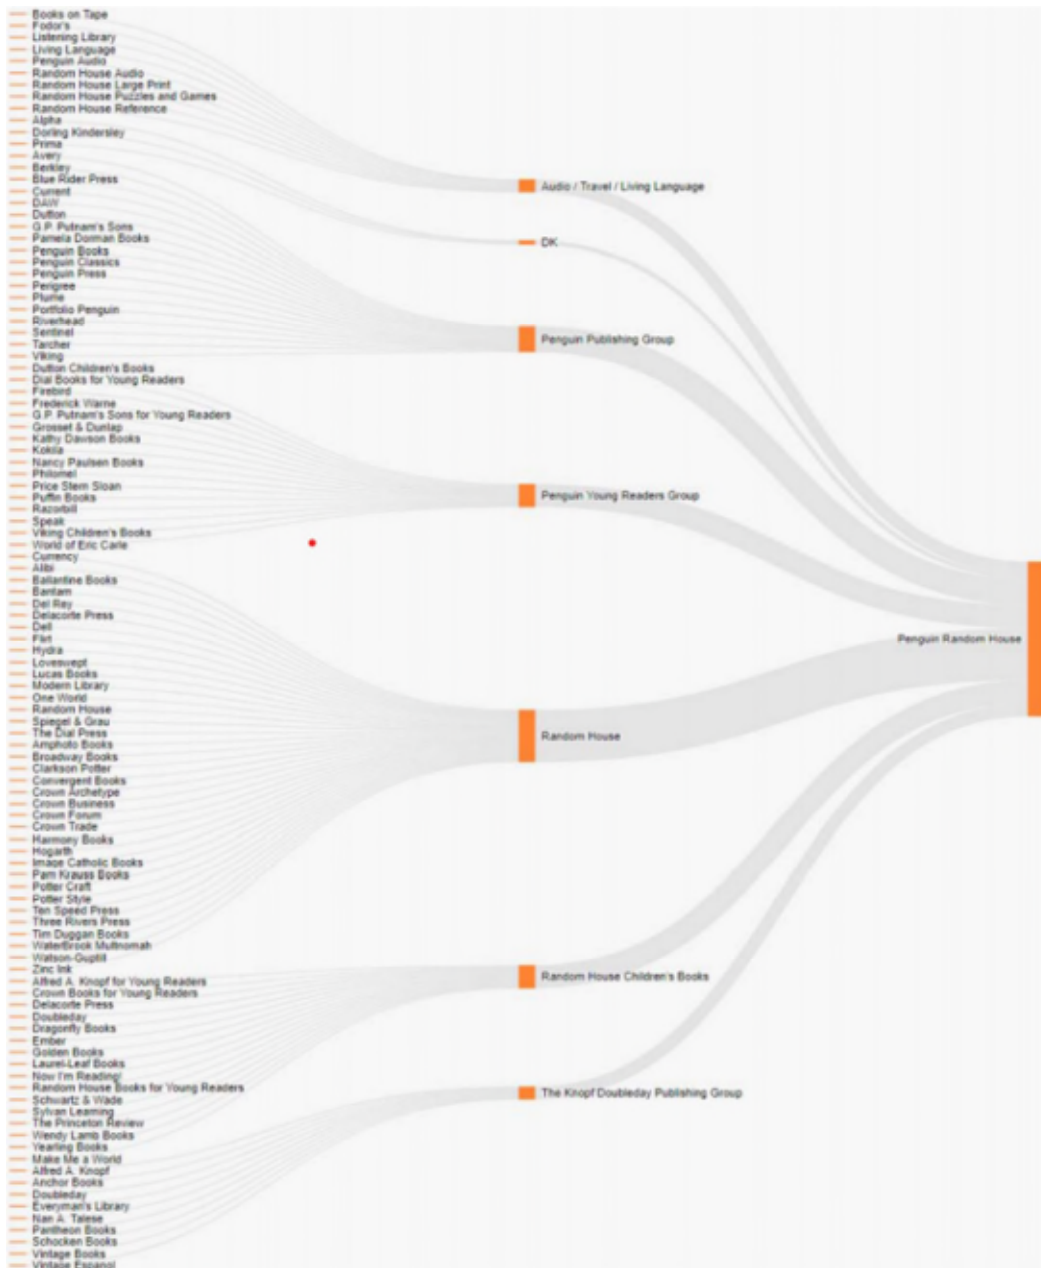 Books on Tape
Fodor's
Listening Library
Living Language
Penguin Audio
Random House Audio
Random House Large Print
Random House Puzzles and Games
Random House Reference
Alpha
Dorling Kindersley
Prima
Avery
Berkley
Blue Rider Press
Current
DAW
Dutton
G.P. Putnam's Sons
Pamela Dorman Books
Penguin Books
Penguin Classics
Penguin Press
Perigree
Plume
Portfolio Penguin
Riverhead
Sentinel
Tarcher
Viking
Dutton Children's Books
Dial Books for Young Readers
Firebird
Frederick Warne
G.P. Putnam's Sons for Young Readers
Grosset & Dunlap
Kathy Dawson Books
Kokila
Nancy Paulsen Books
Philomel
Price Stern Sloan
Puffin Books
Razorbill
Speak
Viking Children's Books
World of Eric Carle
Currency
Alibi
Ballantine Books
Bantam
Del Rey
Delacorte Press
Dell
Flirt
Hydra
Loveswept
Lucas Books
Modern Library
One World
Random House
Spiegel & Grau
The Dial Press
Amphoto Books
Broadway Books
Clarkson Potter
Convergent Books
Crown Archetype
Crown Business
Crown Forum
Crown Trade
Harmony Books
Hogarth
Image Catholic Books
Pam Krauss Books
Potter Craft
Potter Style
Ten Speed Press
Three Rivers Press
Tim Duggan Books
WaterBrook Multnomah
Watson-Guptill
Zinc Ink
Alfred A. Knopf for Young Readers
Crown Books for Young Readers
Delacorte Press
Doubleday
Dragonfly Books
Ember
Golden Books
Laurel-Leaf Books
Now I'm Reading!
Random House Books for Young Readers
Schwartz & Wade
Sylvan Learning
The Princeton Review
Wendy Lamb Books
Yearling Books
Make Me a World
Alfred A. Knopf
Anchor Books
Doubleday
Everyman's Library
Nan A. Talese
Pantheon Books
Schocken Books
Vintage Books
Vintage Espanol
Audio / Travel / Living Language
DK
Penguin Publishing Group
Penguin Young Readers Group
Random House
Random House Children's Books
The Knopf Doubleday Publishing Group
Penguin Random House